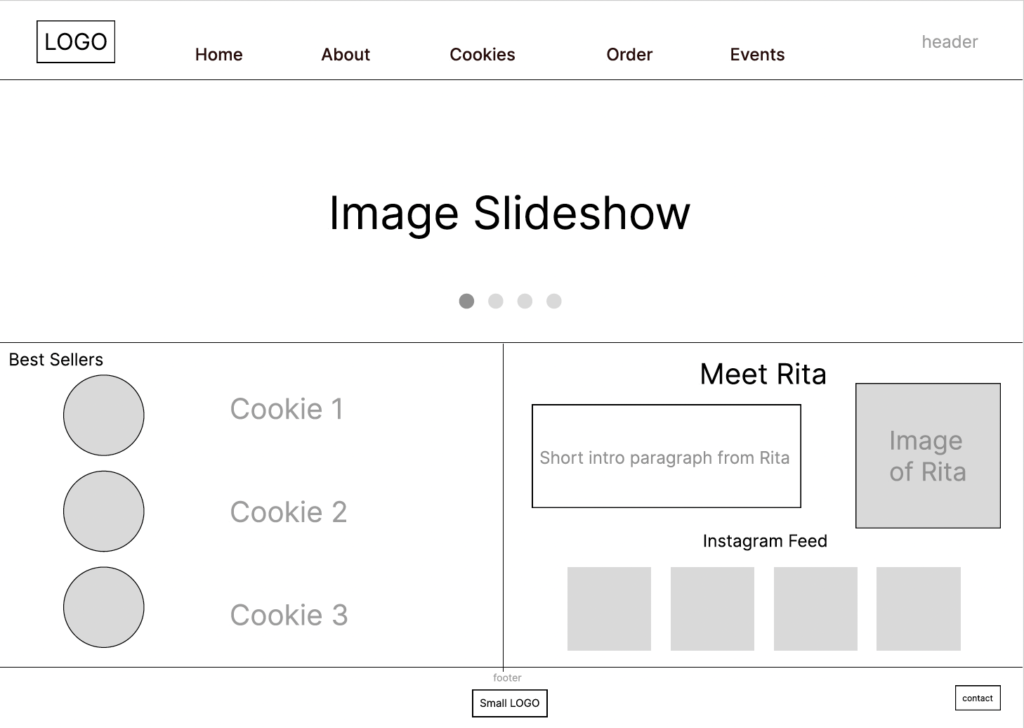 LOGO
Home
About
Cookies
Order
Events
header
Image Slideshow
Best Sellers
Cookie 1
Cookie 2
Cookie 3
Meet Rita
Short intro paragraph from Rita
Image
of Rita
Instagram Feed
footer
Small LOGO
contact